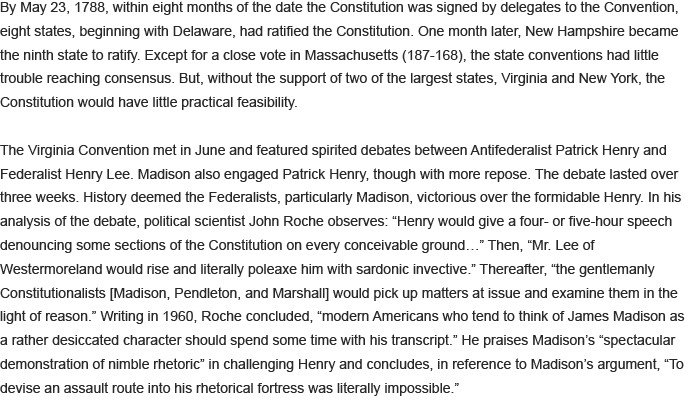 By May 23, 1788, within eight months of the date the Constitution was signed by delegates to the Convention,
eight states, beginning with Delaware, had ratified the Constitution. One month later, New Hampshire became
the ninth state to ratify. Except for a close vote in Massachusetts (187-168), the state conventions had little
trouble reaching consensus. But, without the support of two of the largest states, Virginia and New York, the
Constitution would have little practical feasibility.

The Virginia Convention met in June and featured spirited debates between Antifederalist Patrick Henry and
Federalist Henry Lee. Madison also engaged Patrick Henry, though with more repose. The debate lasted over
three weeks. History deemed the Federalists, particularly Madison, victorious over the formidable Henry. In his
analysis of the debate, political scientist John Roche observes: “Henry would give a four- or five-hour speech
denouncing some sections of the Constitution on every conceivable ground…” Then, “Mr. Lee of
Westermoreland would rise and literally poleaxe him with sardonic invective.” Thereafter, “the gentlemanly
Constitutionalists [Madison, Pendleton, and Marshall] would pick up matters at issue and examine them in the
light of reason.” Writing in 1960, Roche concluded, “modern Americans who tend to think of James Madison as
a rather desiccated character should spend some time with his transcript.” He praises Madison’s “spectacular
demonstration of nimble rhetoric” in challenging Henry and concludes, in reference to Madison’s argument, “To
devise an assault route into his rhetorical fortress was literally impossible.”